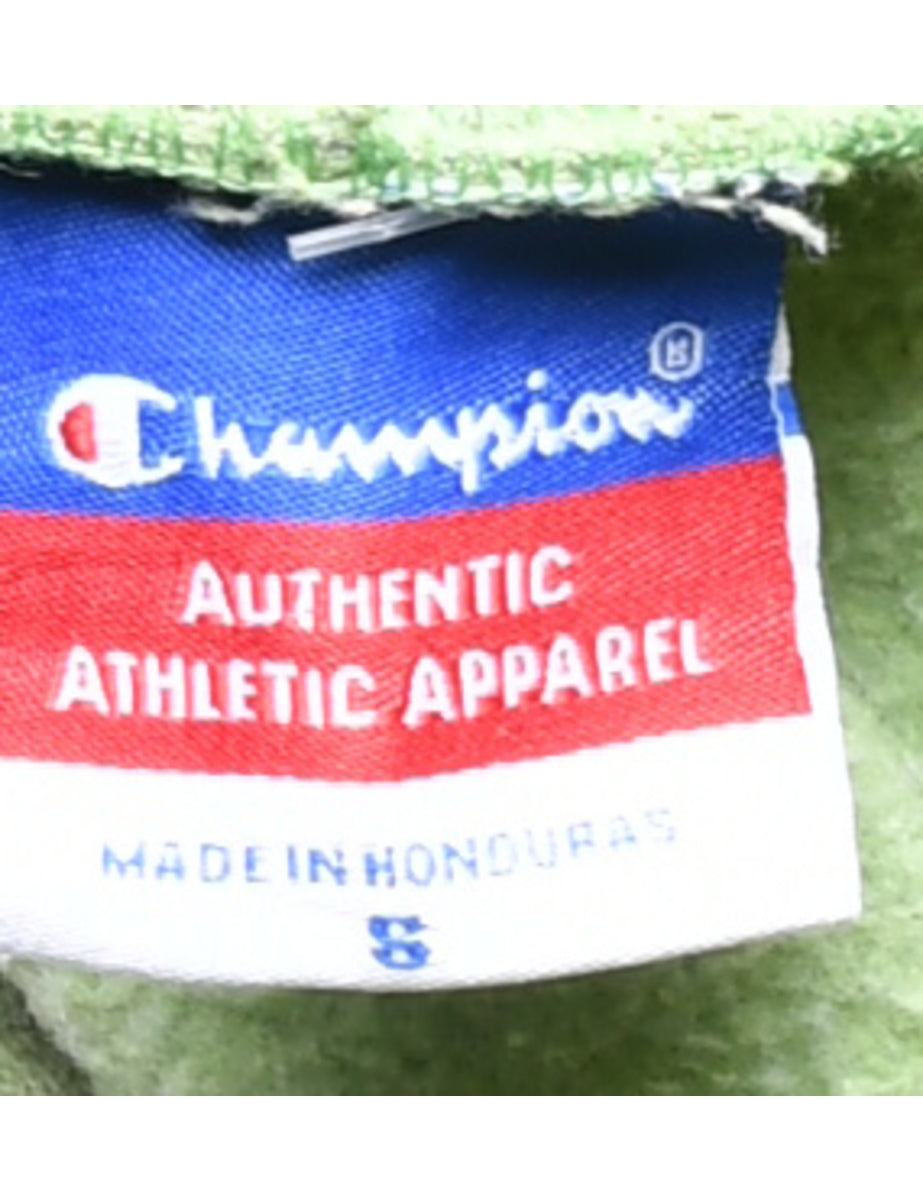 Champion®
AUTHENTIC
ATHLETIC APPAREL
MADE IN HONDURAS
S